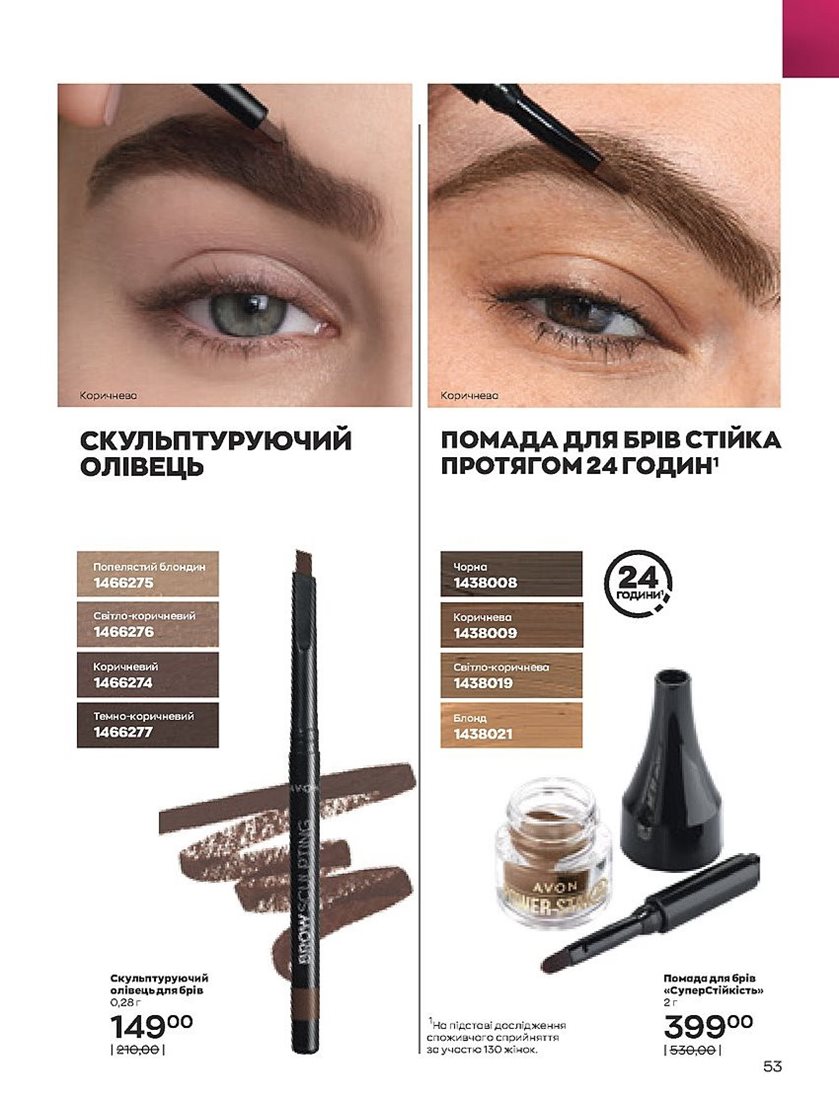 Коричнева
СКУЛЬПТУРУЮЧИЙ
ОЛІВЕЦЬ
Попелястий блондин
1466275
Світло-коричневий
1466276
Коричневий
1466274
Темно-коричневий
1466277
AVON
BROW SCULPTING
Скульптуруючий
олівець для брів
0,28 г
149⁰⁰
|210,00|
Коричнева
ПОМАДА ДЛЯ БРІВ СТІЙКА
ПРОТЯГОМ 24 ГОДИН¹
Чорна
1438008
Коричнева
1438009
Світло-коричнева
1438019
Блонд
1438021
24
ГОДИНИ¹
AVON
POWER-STAY
¹На підставі дослідження
споживчого сприйняття
за участю 130 жінок.
Помада для брів
«СуперСтійкість»
2 г
399⁰⁰
|530,00|
53